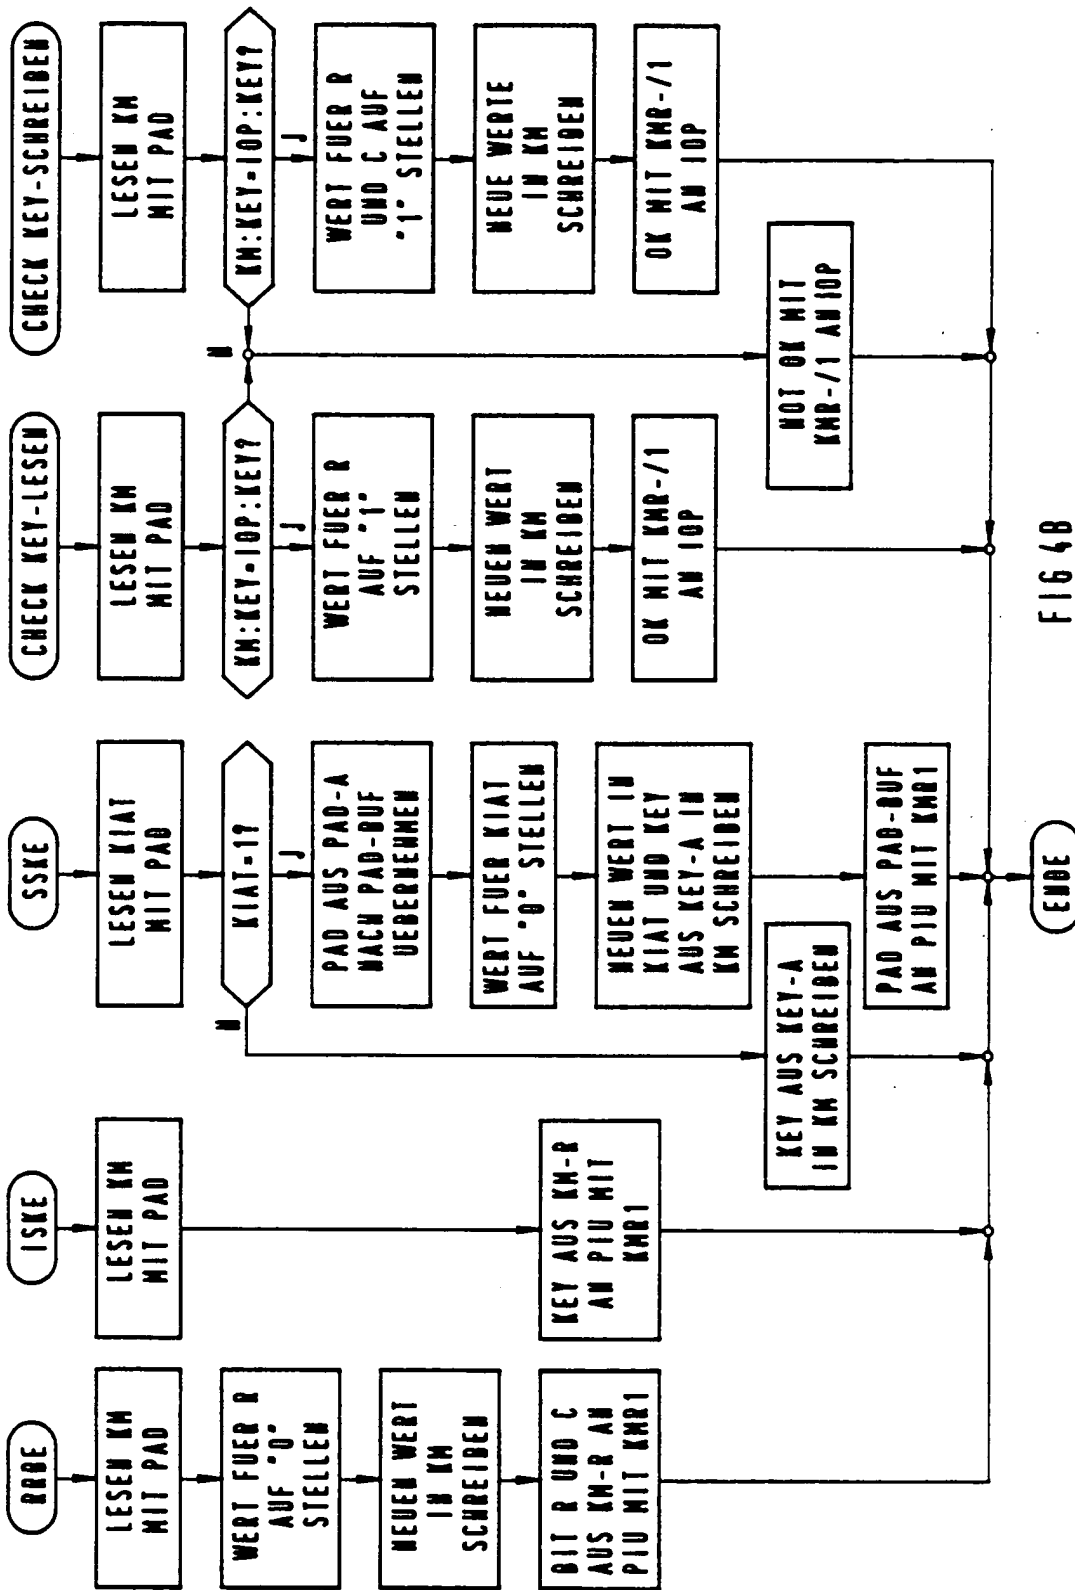 RRBE
LESEN KM
MIT PAD
WERT FUER R
AUF "0"
STELLEN
NEUEN WERT
IN KM
SCHREIBEN
BIT R UND C
AUS KM-R AN
PIU MIT KMR1
ISKE
LESEN KM
MIT PAD
KEY AUS KM-R
AN PIU MIT
KMR1
SSKE
LESEN KIAT
MIT PAD
KIAT=1?
N
J
PAD AUS PAD-A
NACH PAD-BUF
UEBERNEHMEN
WERT FUER KIAT
AUF "0" STELLEN
NEUEN WERT IN
KIAT UND KEY
AUS KEY-A IN
KM SCHREIBEN
KEY AUS KEY-A
IN KM SCHREIBEN
PAD AUS PAD-BUF
AN PIU MIT KMR1
CHECK KEY-LESEN
LESEN KM
MIT PAD
KM:KEY=IOP:KEY?
J
WERT FUER R
AUF "1"
STELLEN
NEUEN WERT
IN KM
SCHREIBEN
OK MIT KMR-/1
AN IOP
N
NOT OK MIT
KMR-/1 AN IOP
CHECK KEY-SCHREIBEN
LESEN KM
MIT PAD
KM:KEY=IOP:KEY?
J
WERT FUER R
UND C AUF
"1" STELLEN
NEUE WERTE
IN KM
SCHREIBEN
OK MIT KMR-/1
AN IOP
ENDE
FIG 4B